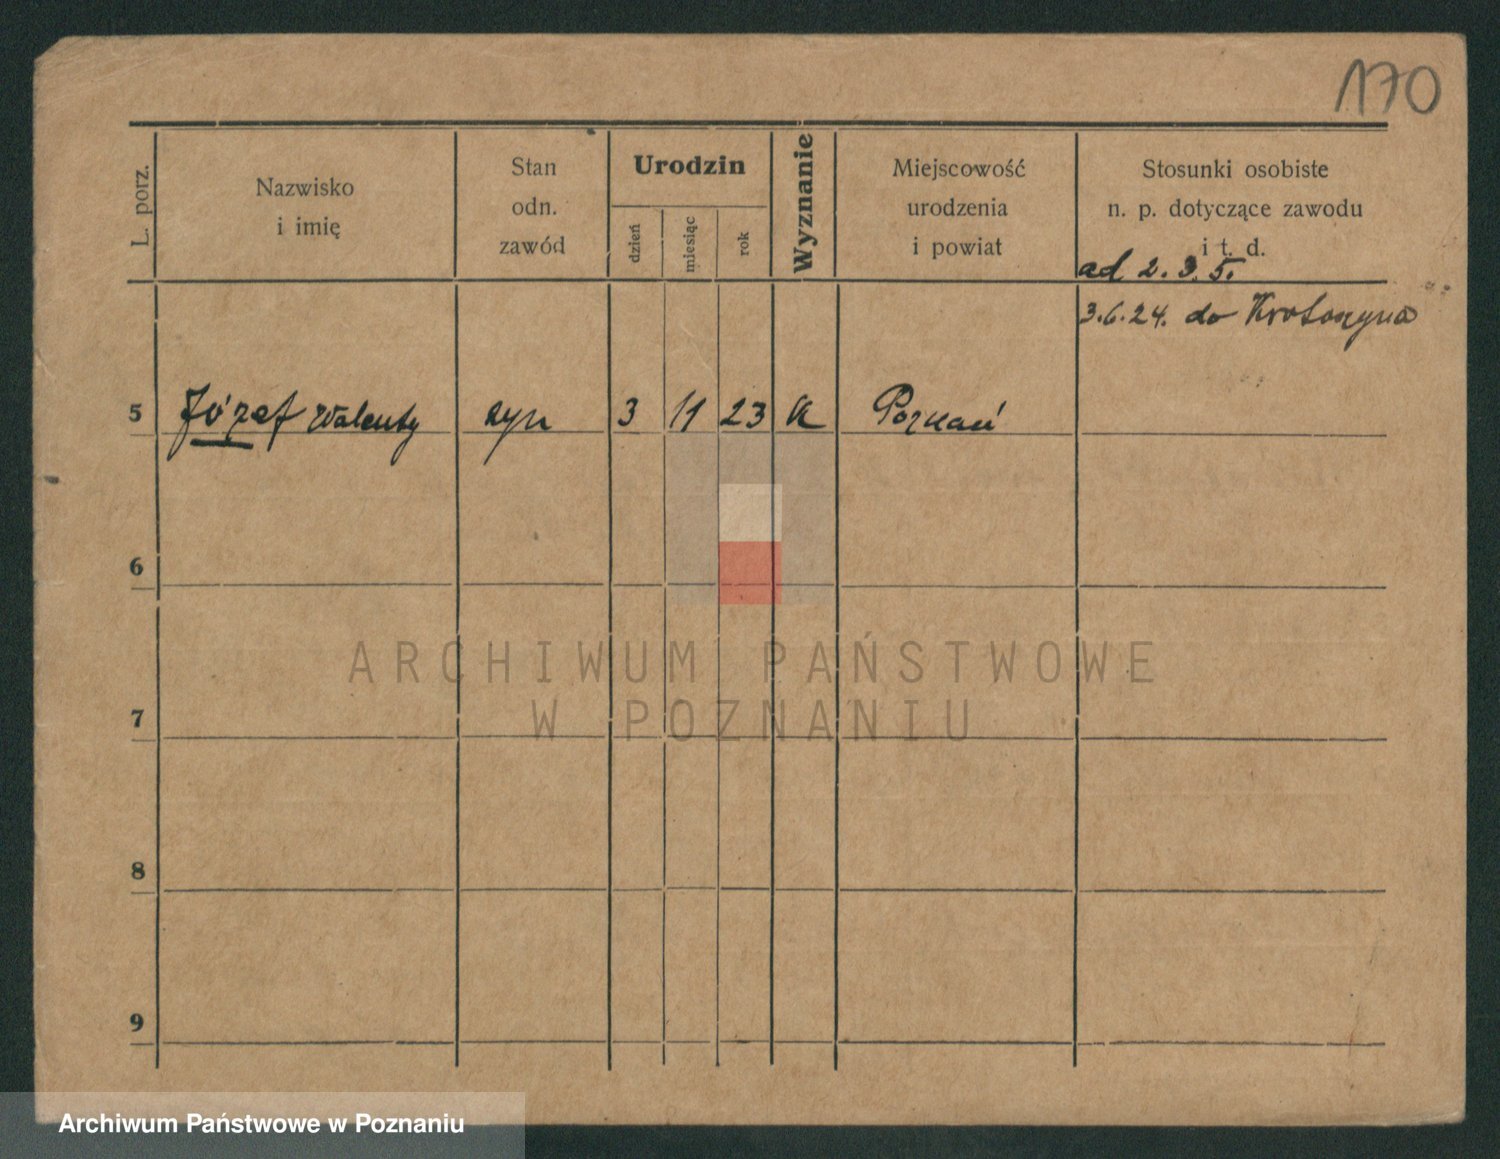 170
L. porz.
Nazwisko
i imię
Stan
odn.
zawód
Urodzin
dzień
miesiąc
rok
Wyznanie
Miejscowość
urodzenia
i powiat
Stosunki osobiste
n. p. dotyczące zawodu
i t. d.
ad 2. 3. 5.
3.6.24. do Krotoszyna
5 Józef Walenty syn 3 11 23 K Poznań
6
ARCHIWUM PAŃSTWOWE
W POZNANIU
7
8
9
Archiwum Państwowe w Poznaniu